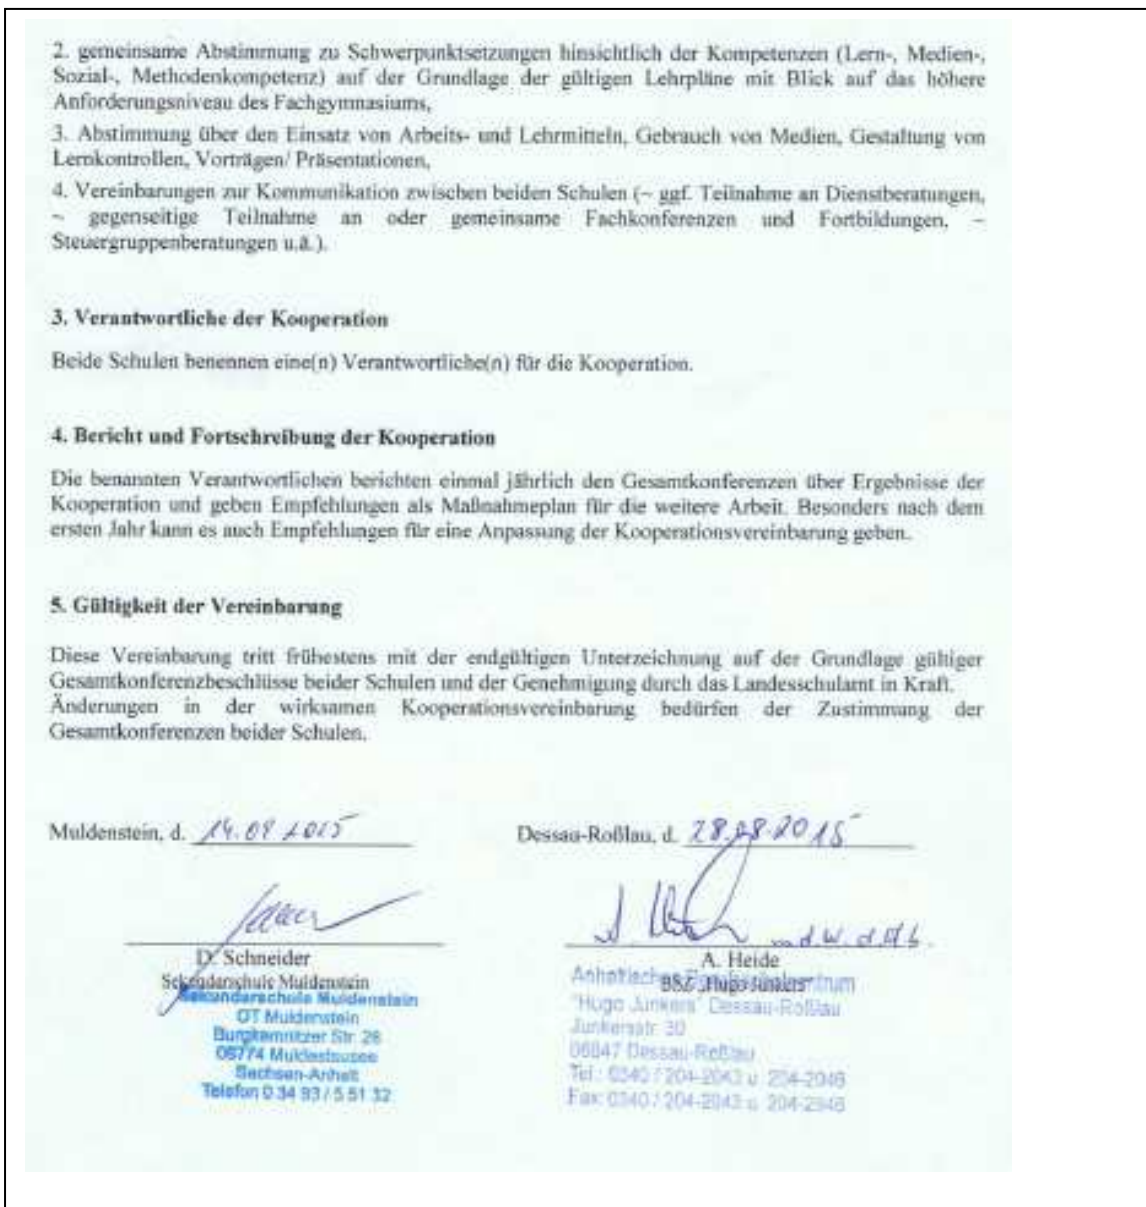 2. gemeinsame Abstimmung zu Schwerpunktsetzungen hinsichtlich der Kompetenzen (Lern-, Medien-,
Sozial-, Methodenkompetenz) auf der Grundlage der gültigen Lehrpläne mit Blick auf das höhere
Anforderungsniveau des Fachgymnasiums,
3. Abstimmung über den Einsatz von Arbeits- und Lehrmitteln, Gebrauch von Medien, Gestaltung von
Lernkontrollen, Vorträgen/ Präsentationen,
4. Vereinbarungen zur Kommunikation zwischen beiden Schulen (~ ggf. Teilnahme an Dienstberatungen,
~ gegenseitige Teilnahme an oder gemeinsame Fachkonferenzen und Fortbildungen, ~
Steuergruppenberatungen u.ä.).
3. Verantwortliche der Kooperation
Beide Schulen benennen eine(n) Verantwortliche(n) für die Kooperation.
4. Bericht und Fortschreibung der Kooperation
Die benannten Verantwortlichen berichten einmal jährlich den Gesamtkonferenzen über Ergebnisse der
Kooperation und geben Empfehlungen als Maßnahmeplan für die weitere Arbeit. Besonders nach dem
ersten Jahr kann es auch Empfehlungen für eine Anpassung der Kooperationsvereinbarung geben.
5. Gültigkeit der Vereinbarung
Diese Vereinbarung tritt frühestens mit der endgültigen Unterzeichnung auf der Grundlage gültiger
Gesamtkonferenzbeschlüsse beider Schulen und der Genehmigung durch das Landesschulamt in Kraft.
Änderungen in der wirksamen Kooperationsvereinbarung bedürfen der Zustimmung der
Gesamtkonferenzen beider Schulen.
Muldenstein, d. 14.09.2015 Dessau-Roßlau, d. 28.08.2015
m.d.W.d.A.b.
D. Schneider A. Heide
Sekundarschule Muldenstein BSZ „Hugo Junkers"
Sekundarschule Muldenstein
OT Muldenstein
Burgkemnitzer Str. 26
06774 Muldestausee
Sachsen-Anhalt
Telefon 0 34 93 / 5 51 32
Anhaltisches Berufsschulzentrum
"Hugo Junkers" Dessau-Roßlau
Junkersstr. 30
06847 Dessau-Roßlau
Tel.: 0340 / 204-2043 u. 204-2046
Fax: 0340 / 204-2043 u. 204-2946